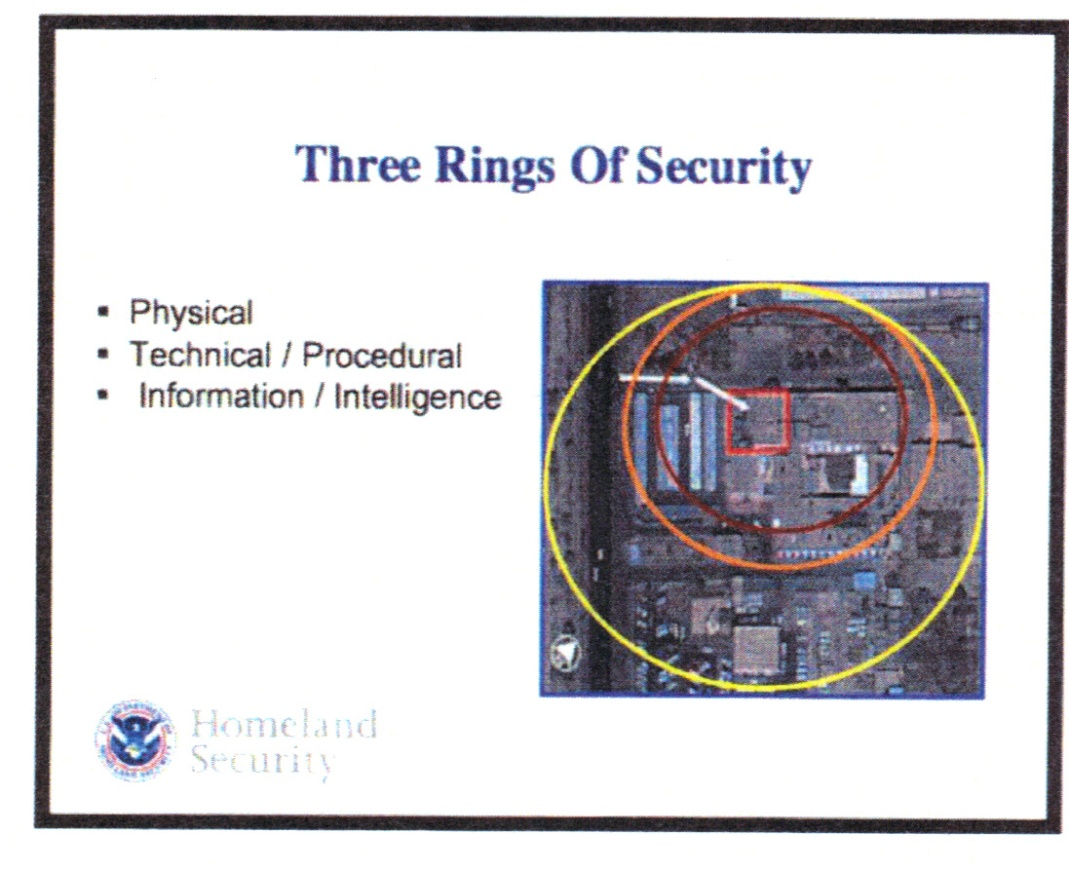 Three Rings Of Security
▪ Physical
▪ Technical / Procedural
▪ Information / Intelligence
Homeland
Security